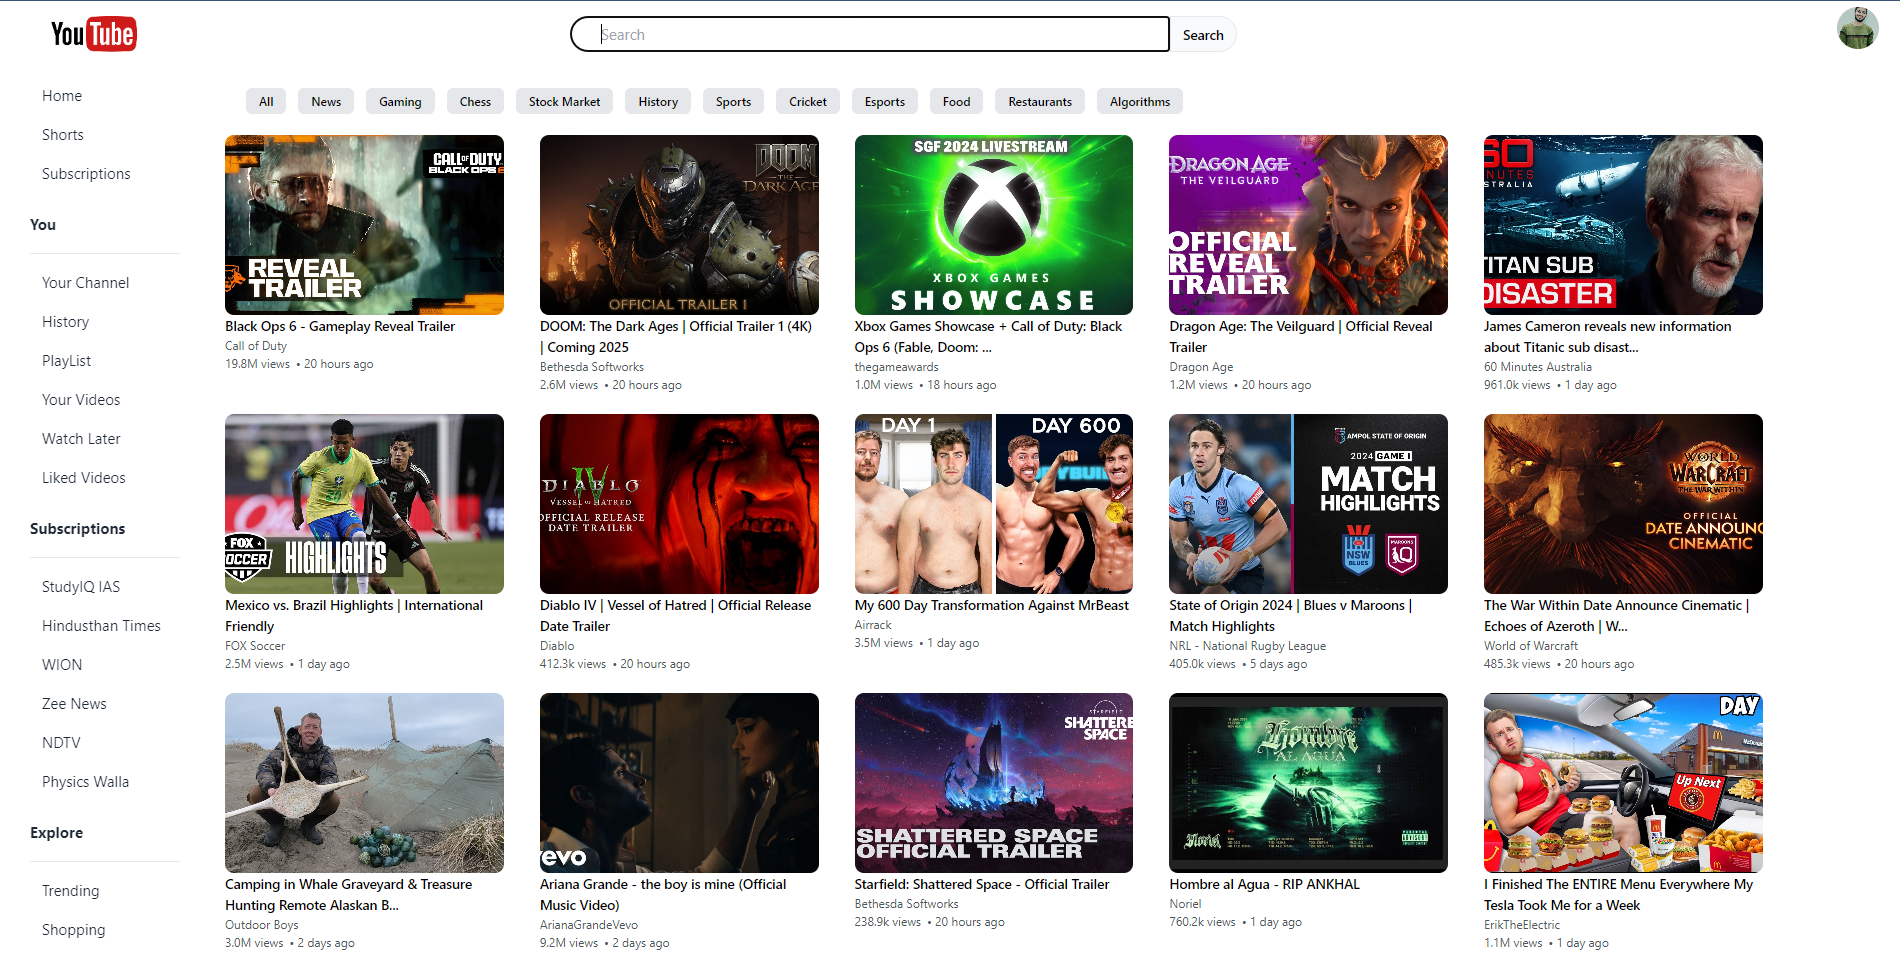 YouTube
Search
Search
Home
Shorts
Subscriptions
You
Your Channel
History
PlayList
Your Videos
Watch Later
Liked Videos
Subscriptions
StudyIQ IAS
Hindusthan Times
WION
Zee News
NDTV
Physics Walla
Explore
Trending
Shopping
All
News
Gaming
Chess
Stock Market
History
Sports
Cricket
Esports
Food
Restaurants
Algorithms
CALL OF DUTY
BLACK OPS 6
REVEAL
TRAILER
Black Ops 6 - Gameplay Reveal Trailer
Call of Duty
19.8M views • 20 hours ago
DOOM
THE
DARK AGE
OFFICIAL TRAILER 1
DOOM: The Dark Ages | Official Trailer 1 (4K)
| Coming 2025
Bethesda Softworks
2.6M views • 20 hours ago
SGF 2024 LIVESTREAM
XBOX GAMES
SHOWCASE
Xbox Games Showcase + Call of Duty: Black
Ops 6 (Fable, Doom: ...
thegameawards
1.0M views • 18 hours ago
DRAGON AGE
THE VEILGUARD
OFFICIAL
REVEAL
TRAILER
Dragon Age: The Veilguard | Official Reveal
Trailer
Dragon Age
1.2M views • 20 hours ago
60
NUTES
STRALIA
ITAN SUB
DISASTER
James Cameron reveals new information
about Titanic sub disast...
60 Minutes Australia
961.0k views • 1 day ago
FOX
OCCER
HIGHLIGHTS
Mexico vs. Brazil Highlights | International
Friendly
FOX Soccer
2.5M views • 1 day ago
DIABLO
IV
VESSEL OF HATRED
OFFICIAL RELEASE
DATE TRAILER
Diablo IV | Vessel of Hatred | Official Release
Date Trailer
Diablo
412.3k views • 20 hours ago
DAY 1
DAY 600
My 600 Day Transformation Against MrBeast
Airrack
3.5M views • 1 day ago
AMPOL STATE OF ORIGIN
2024 GAME I
MATCH
HIGHLIGHTS
NSW
BLUES
MAROONS
State of Origin 2024 | Blues v Maroons |
Match Highlights
NRL - National Rugby League
405.0k views • 5 days ago
WORLD
WARCRAFT
THE WAR WITHIN
OFFICIAL
DATE ANNOUNC
CINEMATIC
The War Within Date Announce Cinematic |
Echoes of Azeroth | W...
World of Warcraft
485.3k views • 20 hours ago
Camping in Whale Graveyard & Treasure
Hunting Remote Alaskan B...
Outdoor Boys
3.0M views • 2 days ago
vevo
Ariana Grande - the boy is mine (Official
Music Video)
ArianaGrandeVevo
9.2M views • 2 days ago
STARFIELD
SHATTERE
SPACE
SHATTERED SPACE
OFFICIAL TRAILER
Starfield: Shattered Space - Official Trailer
Bethesda Softworks
238.9k views • 20 hours ago
Hombre
AL AGUA
Hombre al Agua - RIP ANKHAL
Noriel
760.2k views • 1 day ago
DAY
Up Next
I Finished The ENTIRE Menu Everywhere My
Tesla Took Me for a Week
ErikTheElectric
1.1M views • 1 day ago